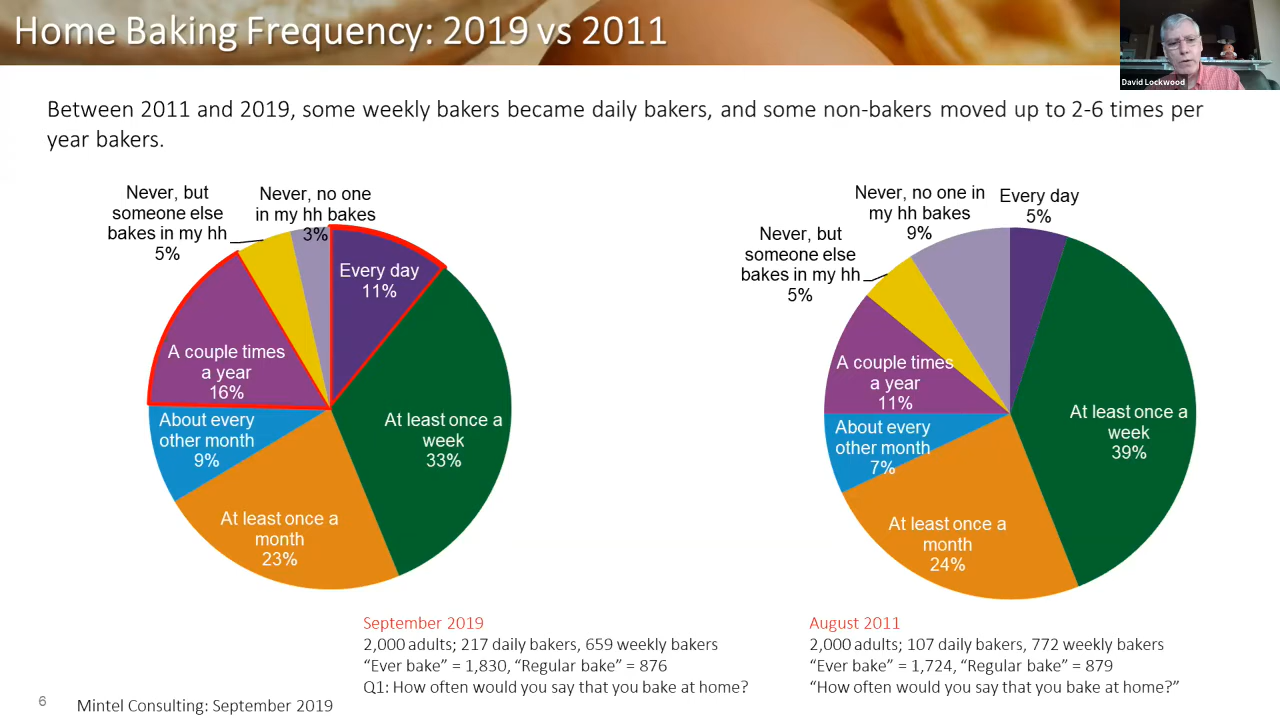 Home Baking Frequency: 2019 vs 2011
David Lockwood
Between 2011 and 2019, some weekly bakers became daily bakers, and some non-bakers moved up to 2-6 times per
year bakers.
Never, but
someone else
bakes in my hh
5%
Never, no one
in my hh bakes
3%
Every day
11%
A couple times
a year
16%
About every
other month
9%
At least once a
week
33%
At least once a
month
23%
Never, no one in
my hh bakes
9%
Every day
5%
Never, but
someone else
bakes in my hh
5%
A couple times
a year
11%
About every
other month
7%
At least once a
week
39%
At least once a
month
24%
September 2019
2,000 adults; 217 daily bakers, 659 weekly bakers
“Ever bake” = 1,830, “Regular bake” = 876
Q1: How often would you say that you bake at home?
August 2011
2,000 adults; 107 daily bakers, 772 weekly bakers
“Ever bake” = 1,724, “Regular bake” = 879
“How often would you say that you bake at home?”
6
Mintel Consulting: September 2019